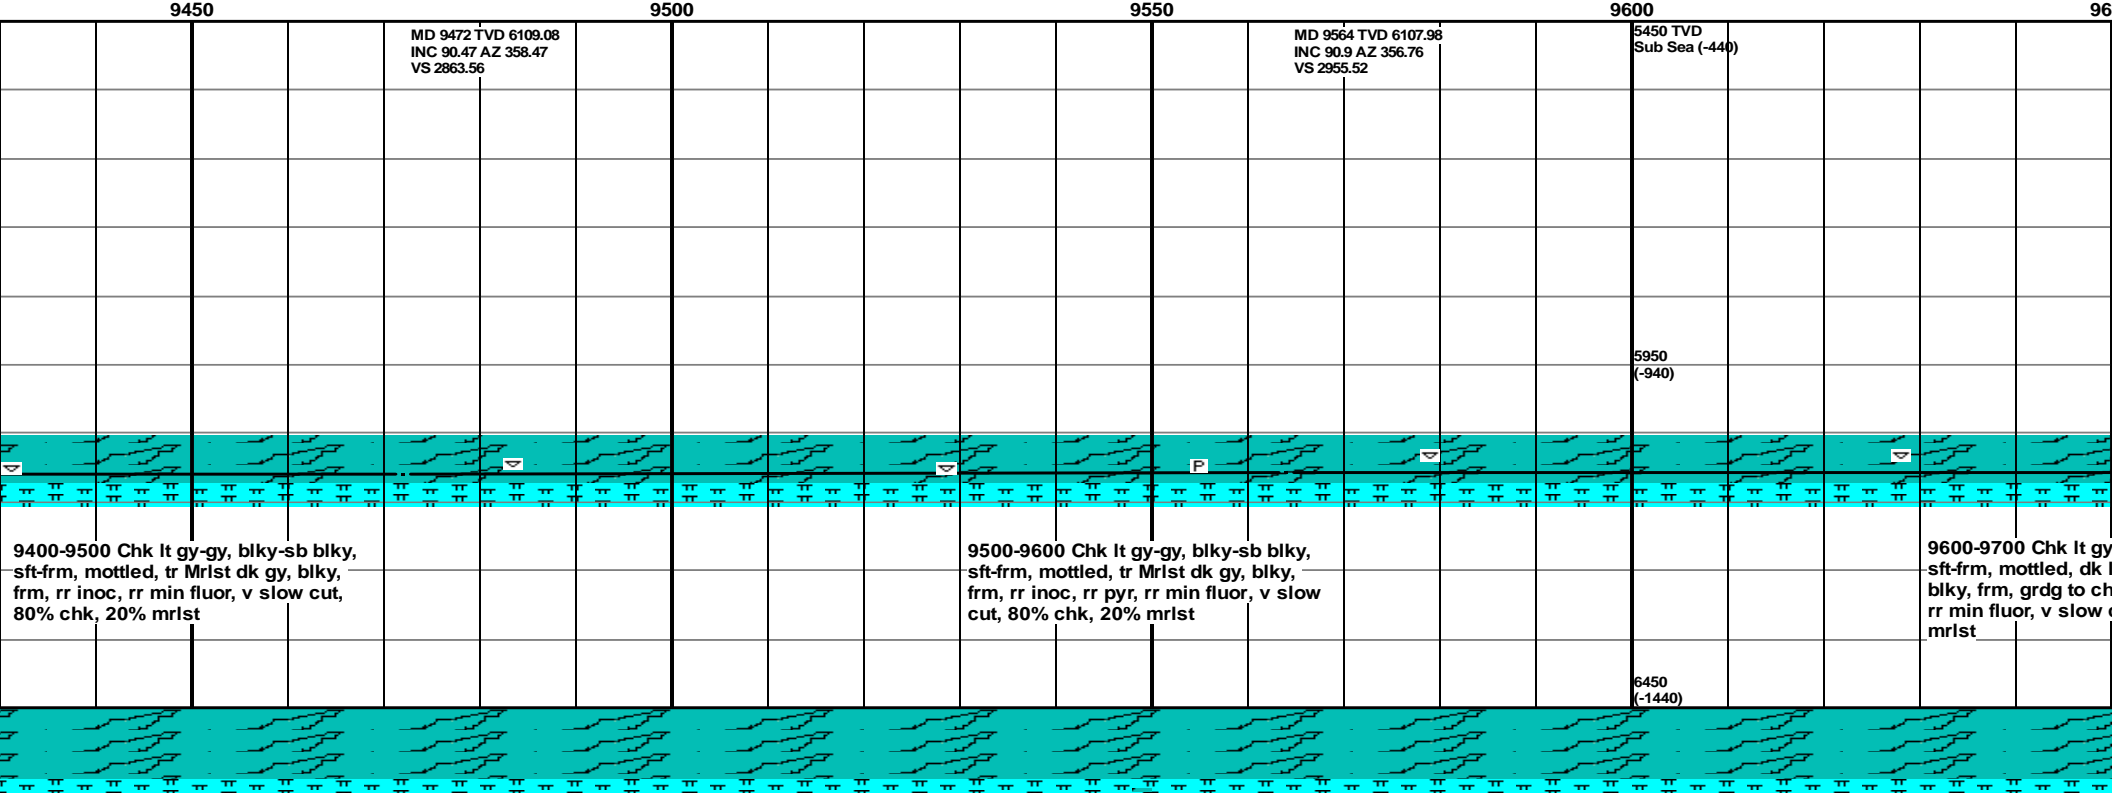 9450 9500 9550 9600 96
MD 9472 TVD 6109.08
INC 90.47 AZ 358.47
VS 2863.56
MD 9564 TVD 6107.98
INC 90.9 AZ 356.76
VS 2955.52
5450 TVD
Sub Sea (-440)
5950
(-940)
P
9400-9500 Chk lt gy-gy, blky-sb blky,
sft-frm, mottled, tr Mrlst dk gy, blky,
frm, rr inoc, rr min fluor, v slow cut,
80% chk, 20% mrlst
9500-9600 Chk lt gy-gy, blky-sb blky,
sft-frm, mottled, tr Mrlst dk gy, blky,
frm, rr inoc, rr pyr, rr min fluor, v slow
cut, 80% chk, 20% mrlst
9600-9700 Chk lt gy
sft-frm, mottled, dk
blky, frm, grdg to ch
rr min fluor, v slow
mrlst
6450
(-1440)